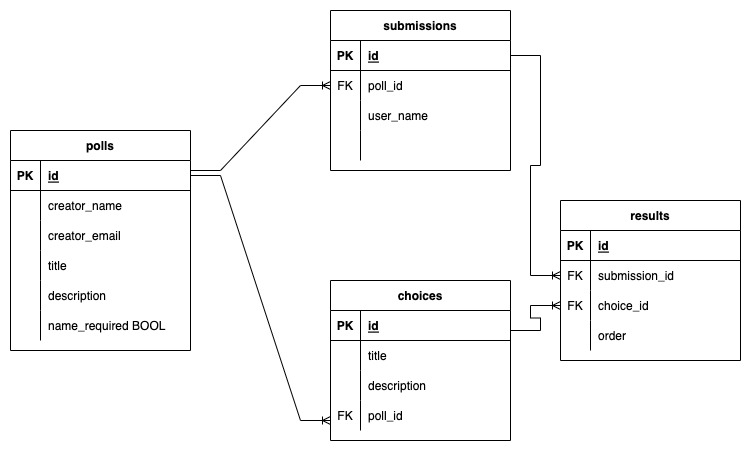 polls
PK id
creator_name
creator_email
title
description
name_required BOOL
submissions
PK id
FK poll_id
user_name
choices
PK id
title
description
FK poll_id
results
PK id
FK submission_id
FK choice_id
order